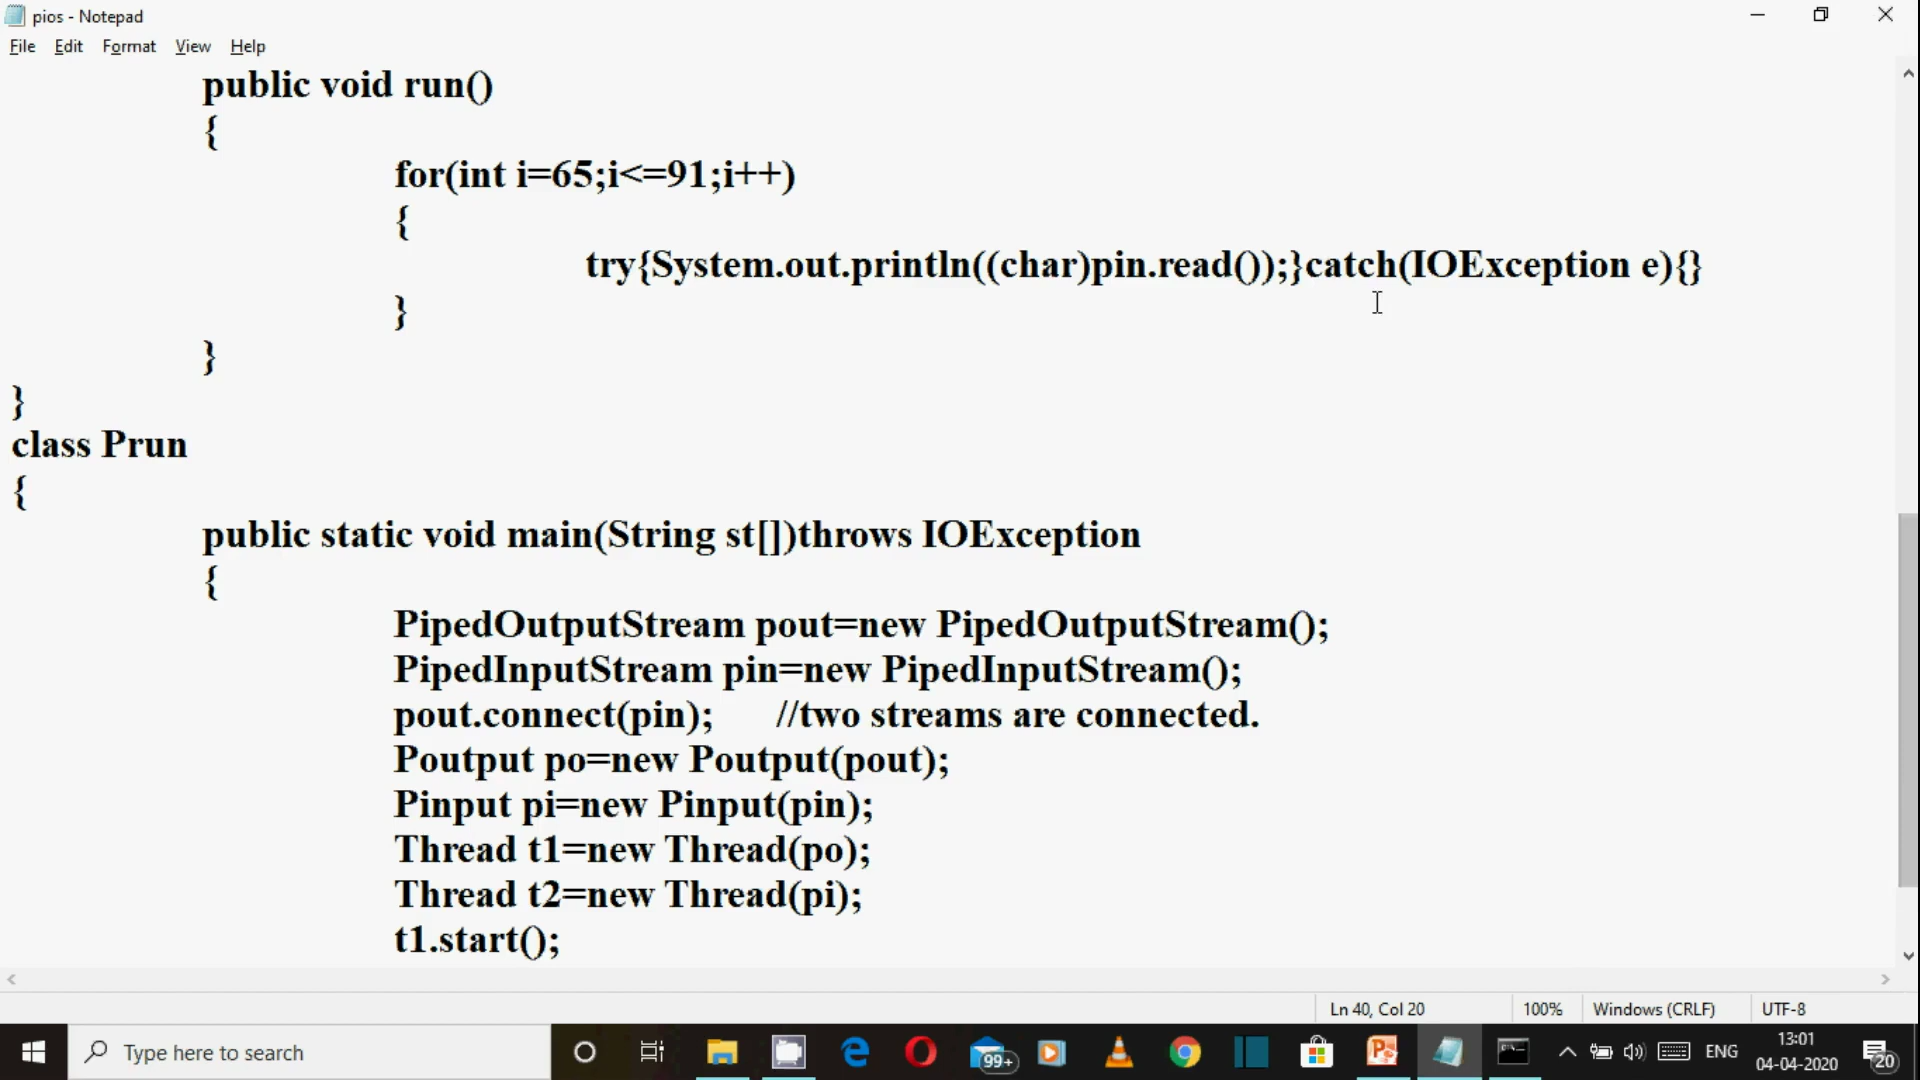 pios - Notepad
File Edit Format View Help
public void run()
{
for(int i=65;i<=91;i++)
{
try{System.out.println((char)pin.read());}catch(IOException e){}
}
}
}
class Prun
{
public static void main(String st[])throws IOException
{
PipedOutputStream pout=new PipedOutputStream();
PipedInputStream pin=new PipedInputStream();
pout.connect(pin); //two streams are connected.
Poutput po=new Poutput(pout);
Pinput pi=new Pinput(pin);
Thread t1=new Thread(po);
Thread t2=new Thread(pi);
t1.start();
Ln 40, Col 20 100% Windows (CRLF) UTF-8
Type here to search 99+ ENG 13:01
04-04-2020 20